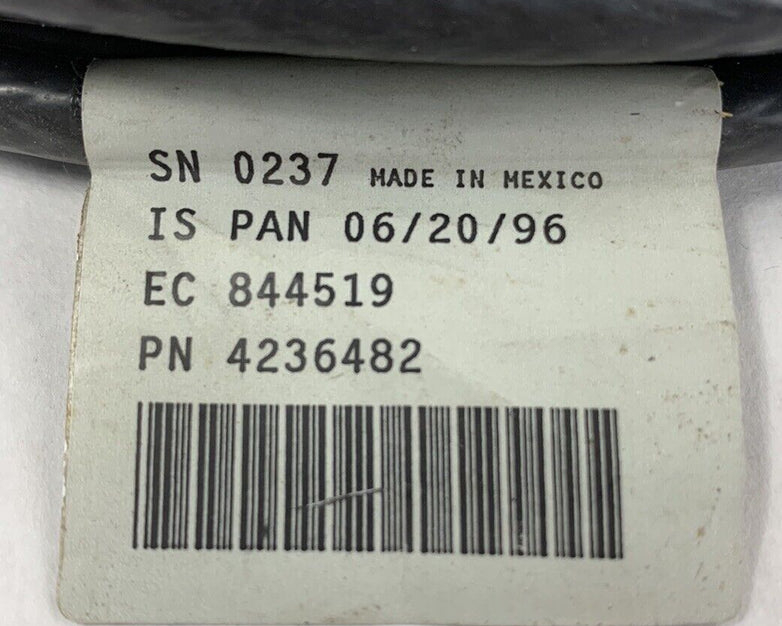 SN 0237 MADE IN MEXICO
IS PAN 06/20/96
EC 844519
PN 4236482